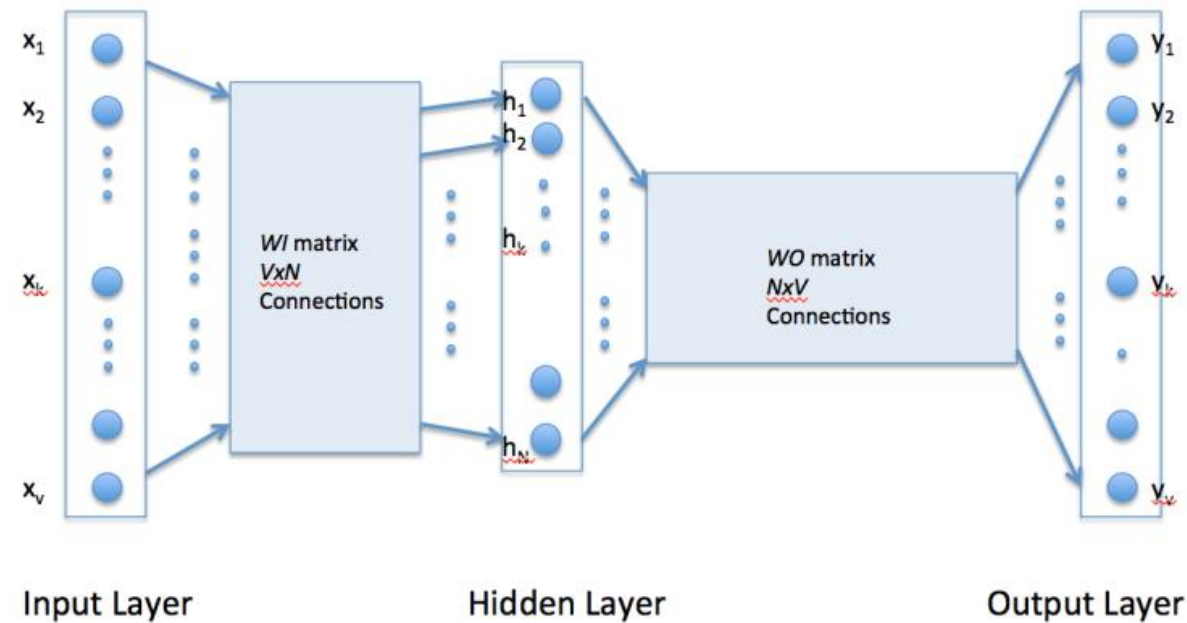 x₁
x₂
xₖ
xᵥ
WI matrix
VxN
Connections
h₁
h₂
hₖ
h_N
WO matrix
NxV
Connections
y₁
y₂
yₖ
yᵥ
Input Layer
Hidden Layer
Output Layer